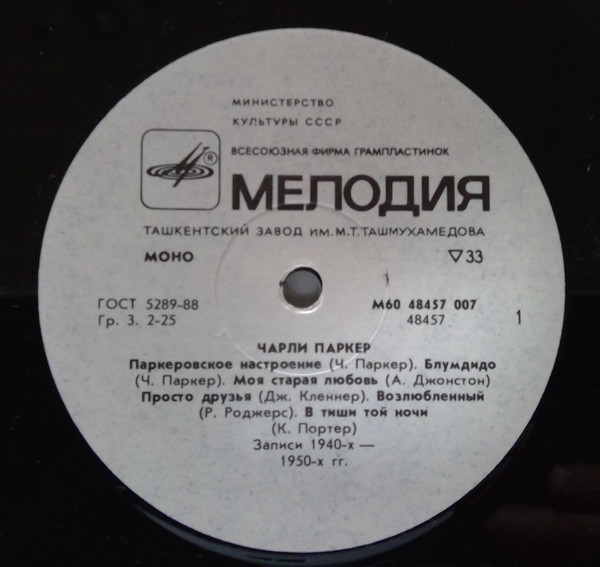 МИНИСТЕРСТВО
КУЛЬТУРЫ СССР
ВСЕСОЮЗНАЯ ФИРМА ГРАМПЛАСТИНОК
®
МЕЛОДИЯ
ТАШКЕНТСКИЙ ЗАВОД ИМ. М.Т. ТАШМУХАМЕДОВА
МОНО ▽33
ГОСТ 5289-88 М60 48457 007
Гр. 3. 2-25 48457 1
ЧАРЛИ ПАРКЕР
Паркеровское настроение (Ч. Паркер). Блумдидо
(Ч. Паркер). Моя старая любовь (А. Джонстон)
Просто друзья (Дж. Кленнер). Возлюбленный
(Р. Роджерс). В тиши той ночи
(К. Портер)
Записи 1940-х —
1950-х гг.